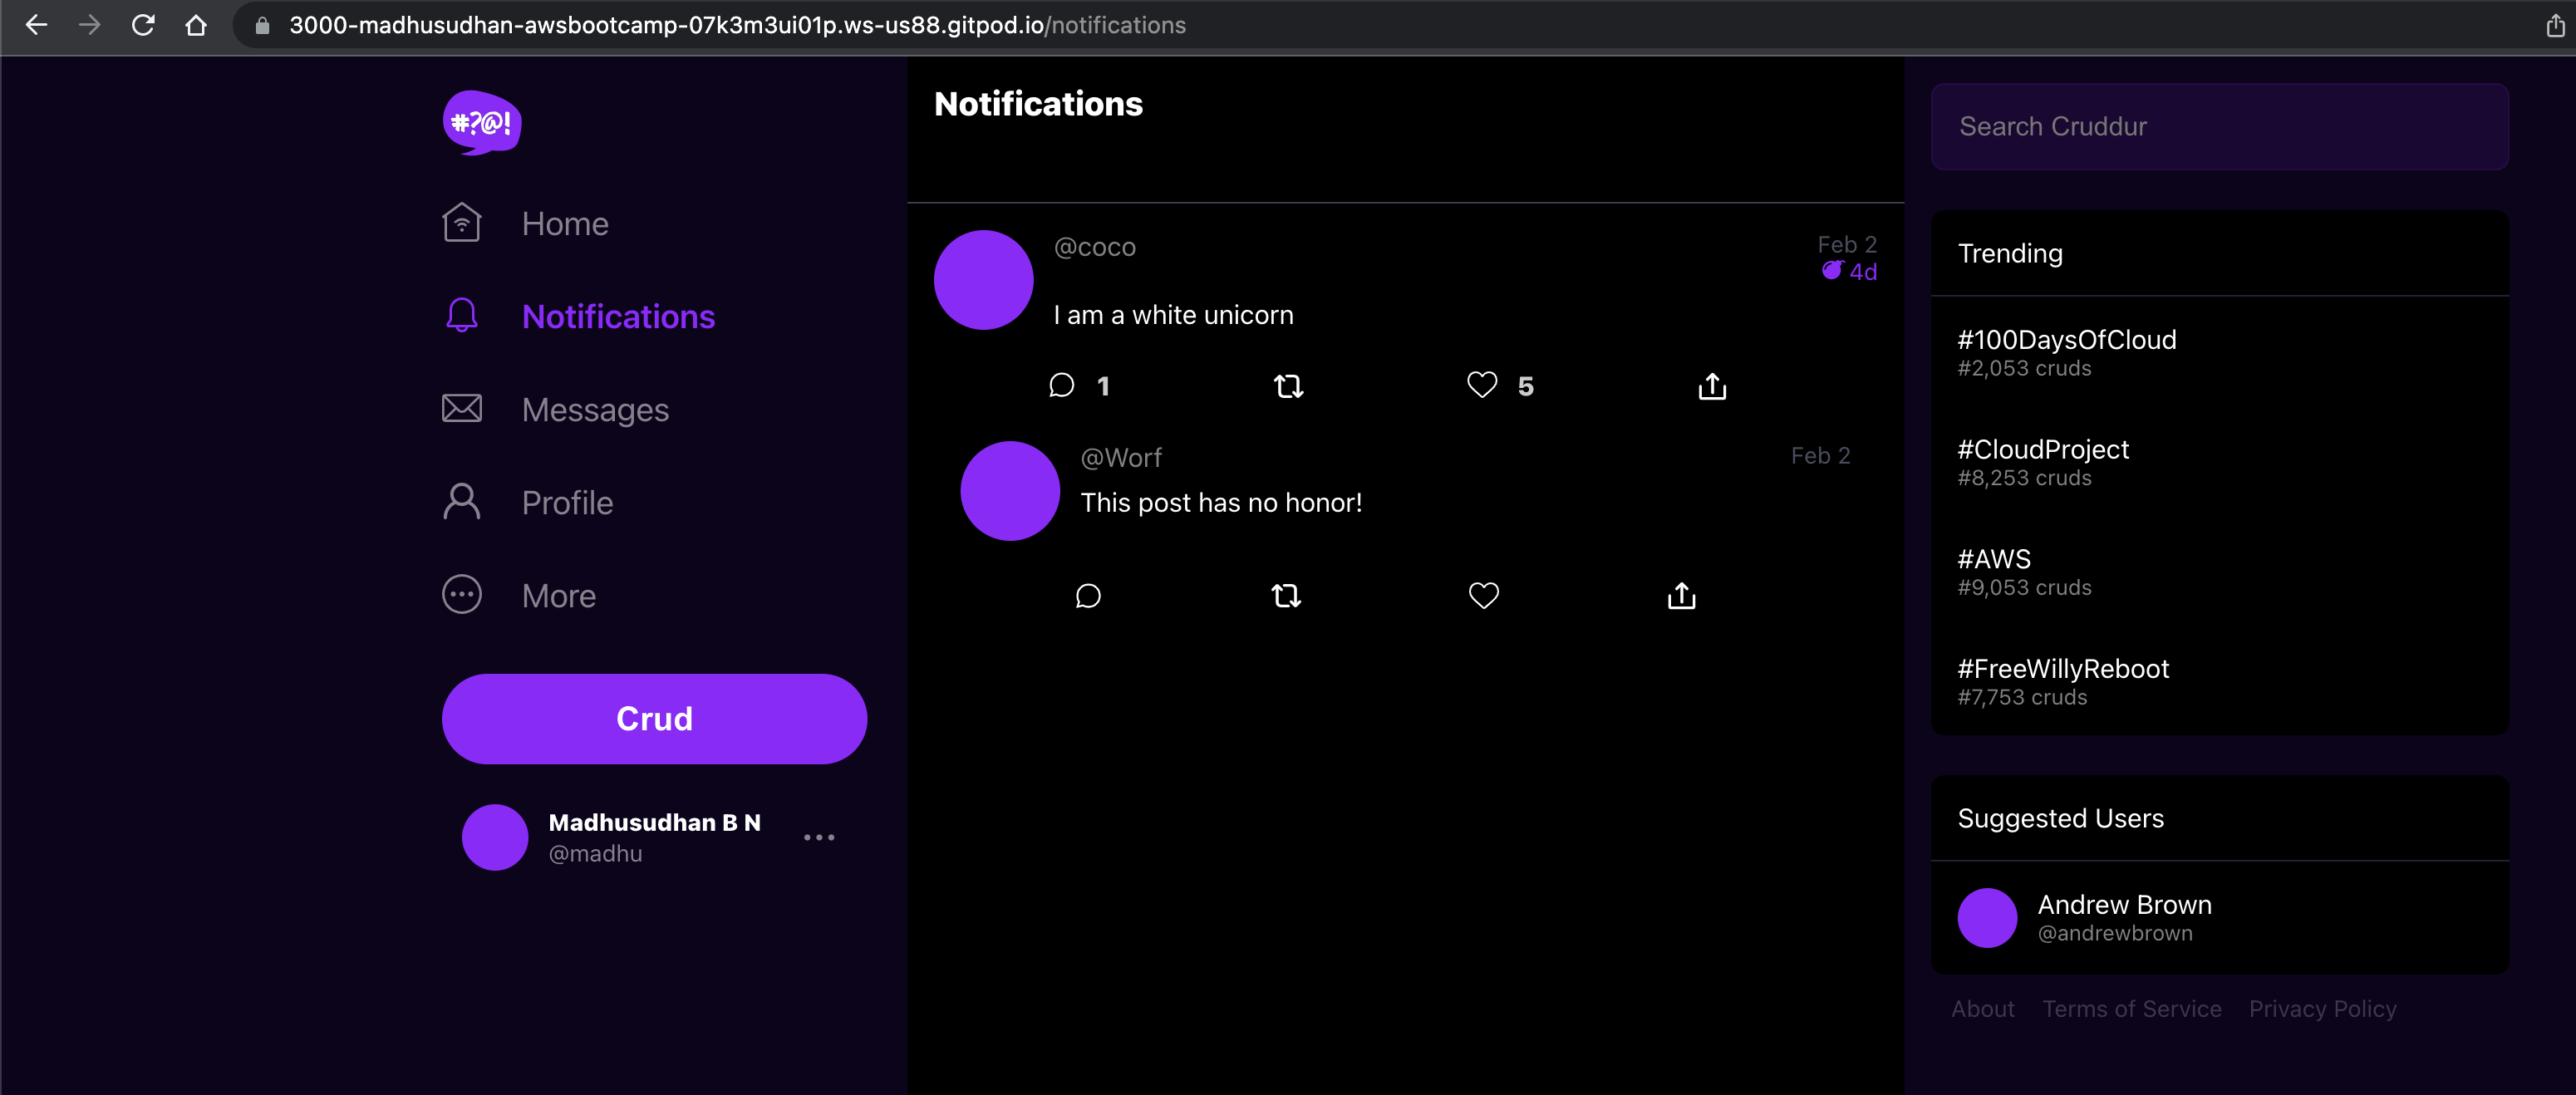 3000-madhusudhan-awsbootcamp-07k3m3ui01p.ws-us88.gitpod.io/notifications
#?@!
Home
Notifications
Messages
Profile
More
Crud
Madhusudhan B N
@madhu
Notifications
@coco
Feb 2
4d
I am a white unicorn
1
5
@Worf
Feb 2
This post has no honor!
Search Cruddur
Trending
#100DaysOfCloud
#2,053 cruds
#CloudProject
#8,253 cruds
#AWS
#9,053 cruds
#FreeWillyReboot
#7,753 cruds
Suggested Users
Andrew Brown
@andrewbrown
About Terms of Service Privacy Policy